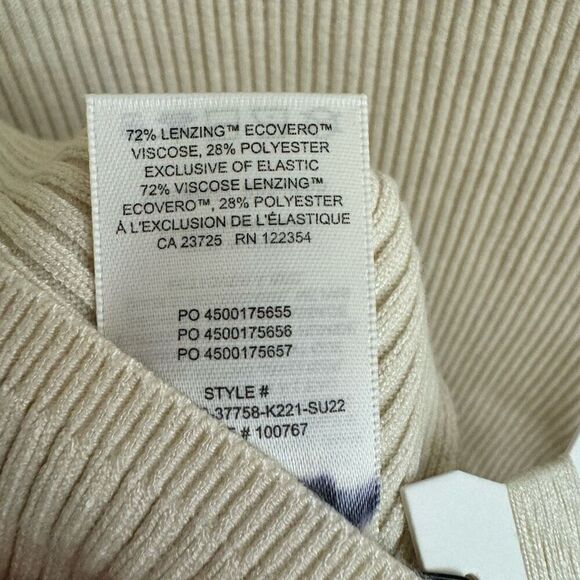 72% LENZING™ ECOVERO™
VISCOSE, 28% POLYESTER
EXCLUSIVE OF ELASTIC
72% VISCOSE LENZING™
ECOVERO™, 28% POLYESTER
À L'EXCLUSION DE L'ÉLASTIQUE
CA 23725 RN 122354
PO 4500175655
PO 4500175656
PO 4500175657
STYLE #
-37758-K221-SU22
# 100767